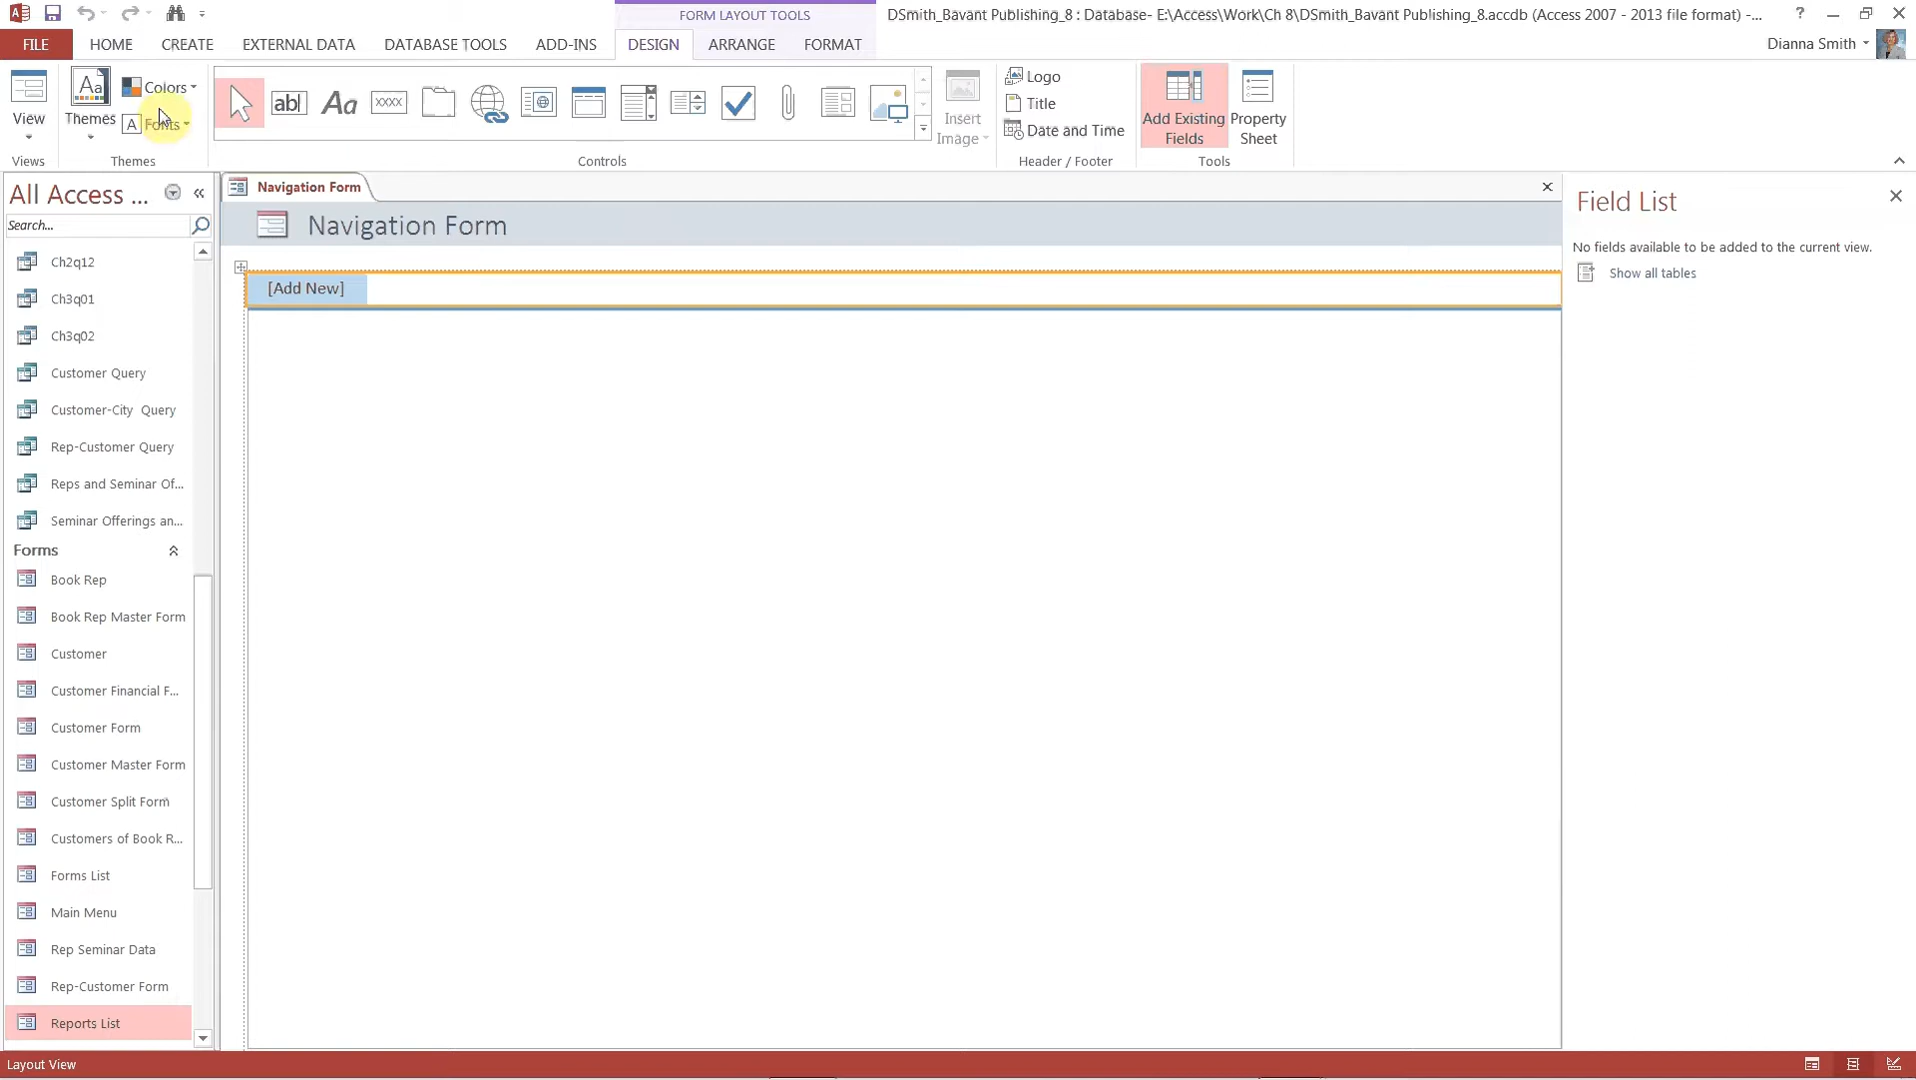 FORM LAYOUT TOOLS
DSmith_Bavant Publishing_8 : Database- E:\Access\Work\Ch 8\DSmith_Bavant Publishing_8.accdb (Access 2007 - 2013 file format) -...
?
FILE
HOME
CREATE
EXTERNAL DATA
DATABASE TOOLS
ADD-INS
DESIGN
ARRANGE
FORMAT
Dianna Smith
View
Views
Aa
Themes
Colors
A Fonts
Themes
ab|
Aa
XXXX
Controls
Insert
Image
Logo
Title
Date and Time
Header / Footer
Add Existing
Fields
Property
Sheet
Tools
All Access ...
Search...
Ch2q12
Ch3q01
Ch3q02
Customer Query
Customer-City  Query
Rep-Customer Query
Reps and Seminar Of...
Seminar Offerings an...
Forms
Book Rep
Book Rep Master Form
Customer
Customer Financial F...
Customer Form
Customer Master Form
Customer Split Form
Customers of Book R...
Forms List
Main Menu
Rep Seminar Data
Rep-Customer Form
Reports List
Navigation Form
Navigation Form
[Add New]
Field List
No fields available to be added to the current view.
Show all tables
Layout View